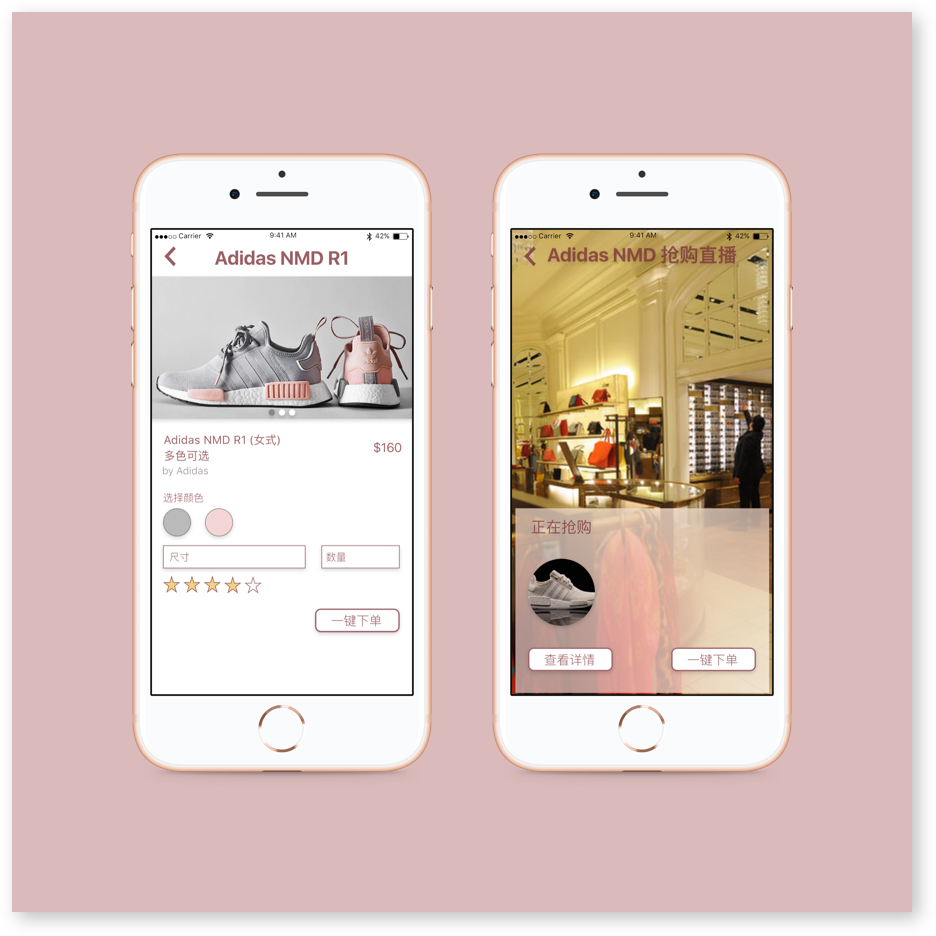 Carrier 9:41 AM 42%
Adidas NMD R1
Adidas NMD R1 (女式)
多色可选
$160
by Adidas
选择颜色
尺寸 数量
一键下单
Carrier 9:41 AM 42%
Adidas NMD 抢购直播
正在抢购
查看详情 一键下单